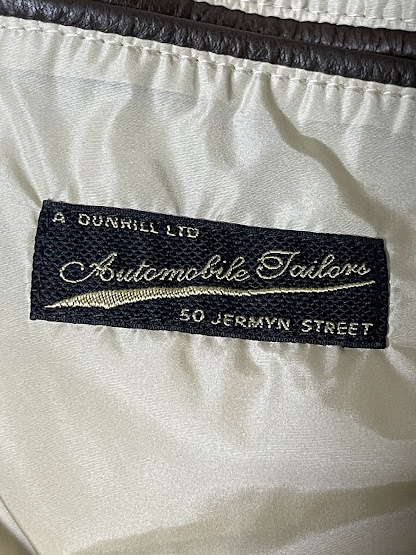 A DUNHILL LTD
Automobile Tailors
50 JERMYN STREET